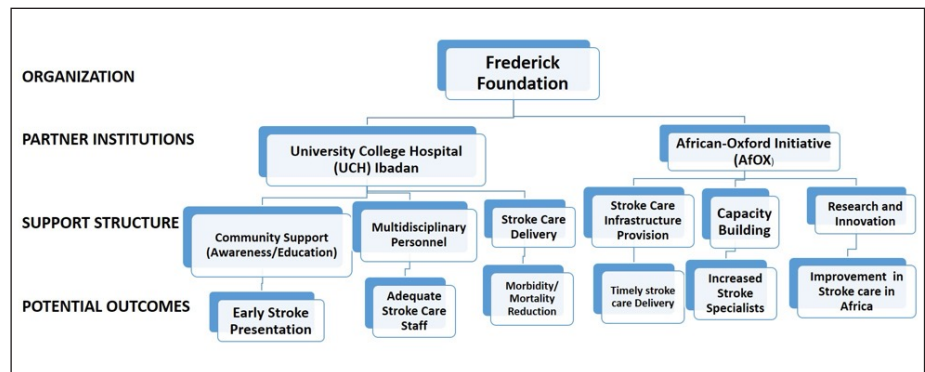 ORGANIZATION
Frederick
Foundation
PARTNER INSTITUTIONS
University College Hospital
(UCH) Ibadan
African-Oxford Initiative
(AfOX)
SUPPORT STRUCTURE
Community Support
(Awareness/Education)
Multidisciplinary
Personnel
Stroke Care
Delivery
Stroke Care
Infrastructure
Provision
Capacity
Building
Research and
Innovation
POTENTIAL OUTCOMES
Early Stroke
Presentation
Adequate
Stroke Care
Staff
Morbidity/
Mortality
Reduction
Timely stroke
care Delivery
Increased
Stroke
Specialists
Improvement in
Stroke care in
Africa